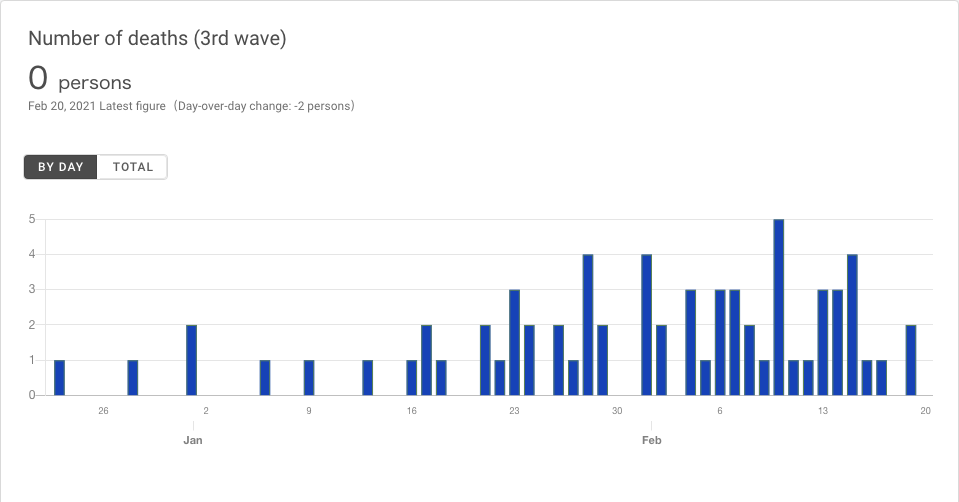 Number of deaths (3rd wave)
0 persons
Feb 20, 2021 Latest figure（Day-over-day change: -2 persons）
BY DAY TOTAL
5
4
3
2
1
0
26 2 9 16 23 30 6 13 20
Jan Feb